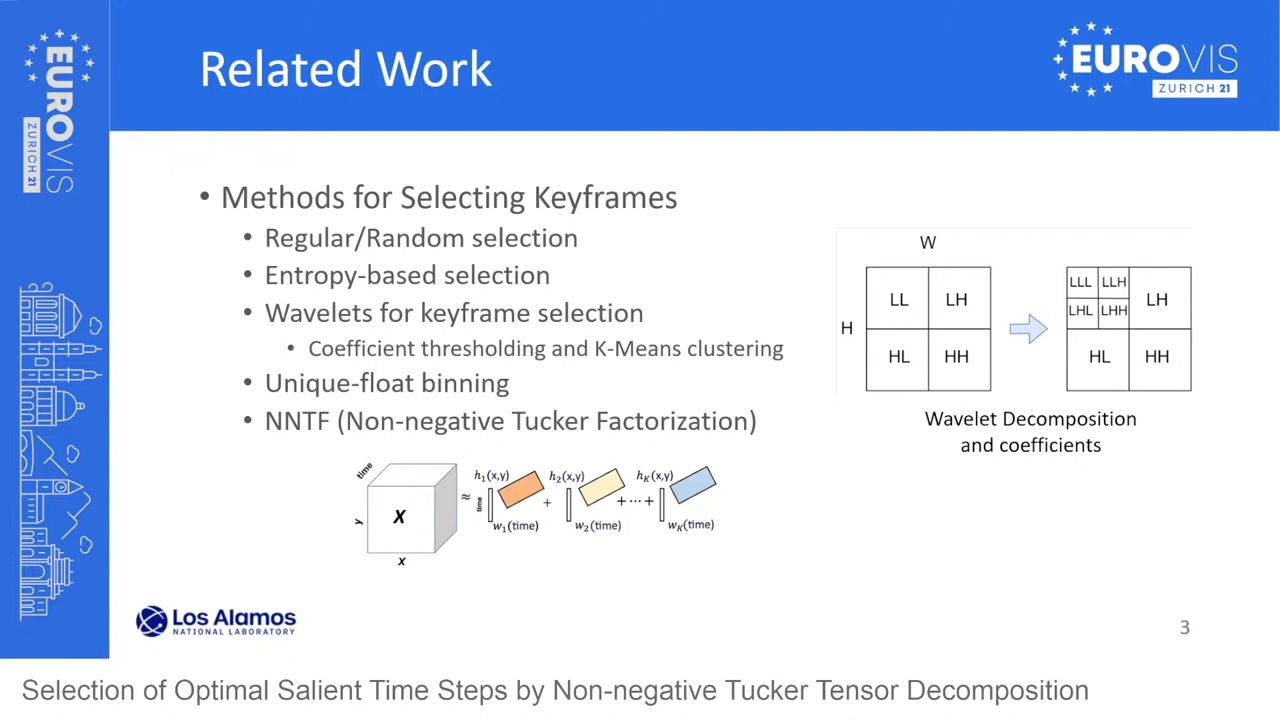 EUROVIS
ZURICH 21
Related Work
EUROVIS
ZURICH 21
• Methods for Selecting Keyframes
• Regular/Random selection
• Entropy-based selection
• Wavelets for keyframe selection
• Coefficient thresholding and K-Means clustering
• Unique-float binning
• NNTF (Non-negative Tucker Factorization)
W
H
LL LH
HL HH
LLL LLH LH
LHL LHH
HL HH
Wavelet Decomposition
and coefficients
time
y
X
x
≈
time
h₁(x,y) h₂(x,y) hK(x,y)
+ + ⋯ +
w₁(time) w₂(time) wK(time)
Los Alamos
NATIONAL LABORATORY
3
Selection of Optimal Salient Time Steps by Non-negative Tucker Tensor Decomposition